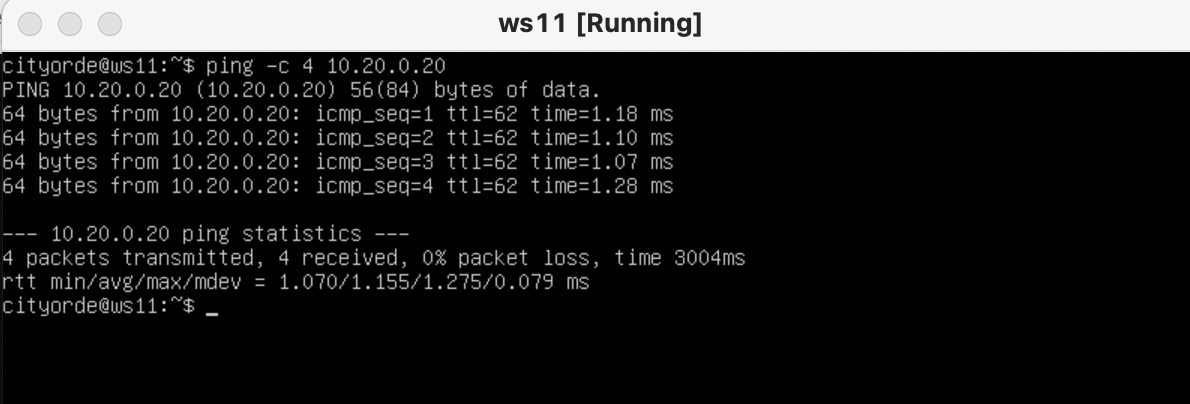 ws11 [Running]
cityorde@ws11:~$ ping -c 4 10.20.0.20
PING 10.20.0.20 (10.20.0.20) 56(84) bytes of data.
64 bytes from 10.20.0.20: icmp_seq=1 ttl=62 time=1.18 ms
64 bytes from 10.20.0.20: icmp_seq=2 ttl=62 time=1.10 ms
64 bytes from 10.20.0.20: icmp_seq=3 ttl=62 time=1.07 ms
64 bytes from 10.20.0.20: icmp_seq=4 ttl=62 time=1.28 ms
--- 10.20.0.20 ping statistics ---
4 packets transmitted, 4 received, 0% packet loss, time 3004ms
rtt min/avg/max/mdev = 1.070/1.155/1.275/0.079 ms
cityorde@ws11:~$ _